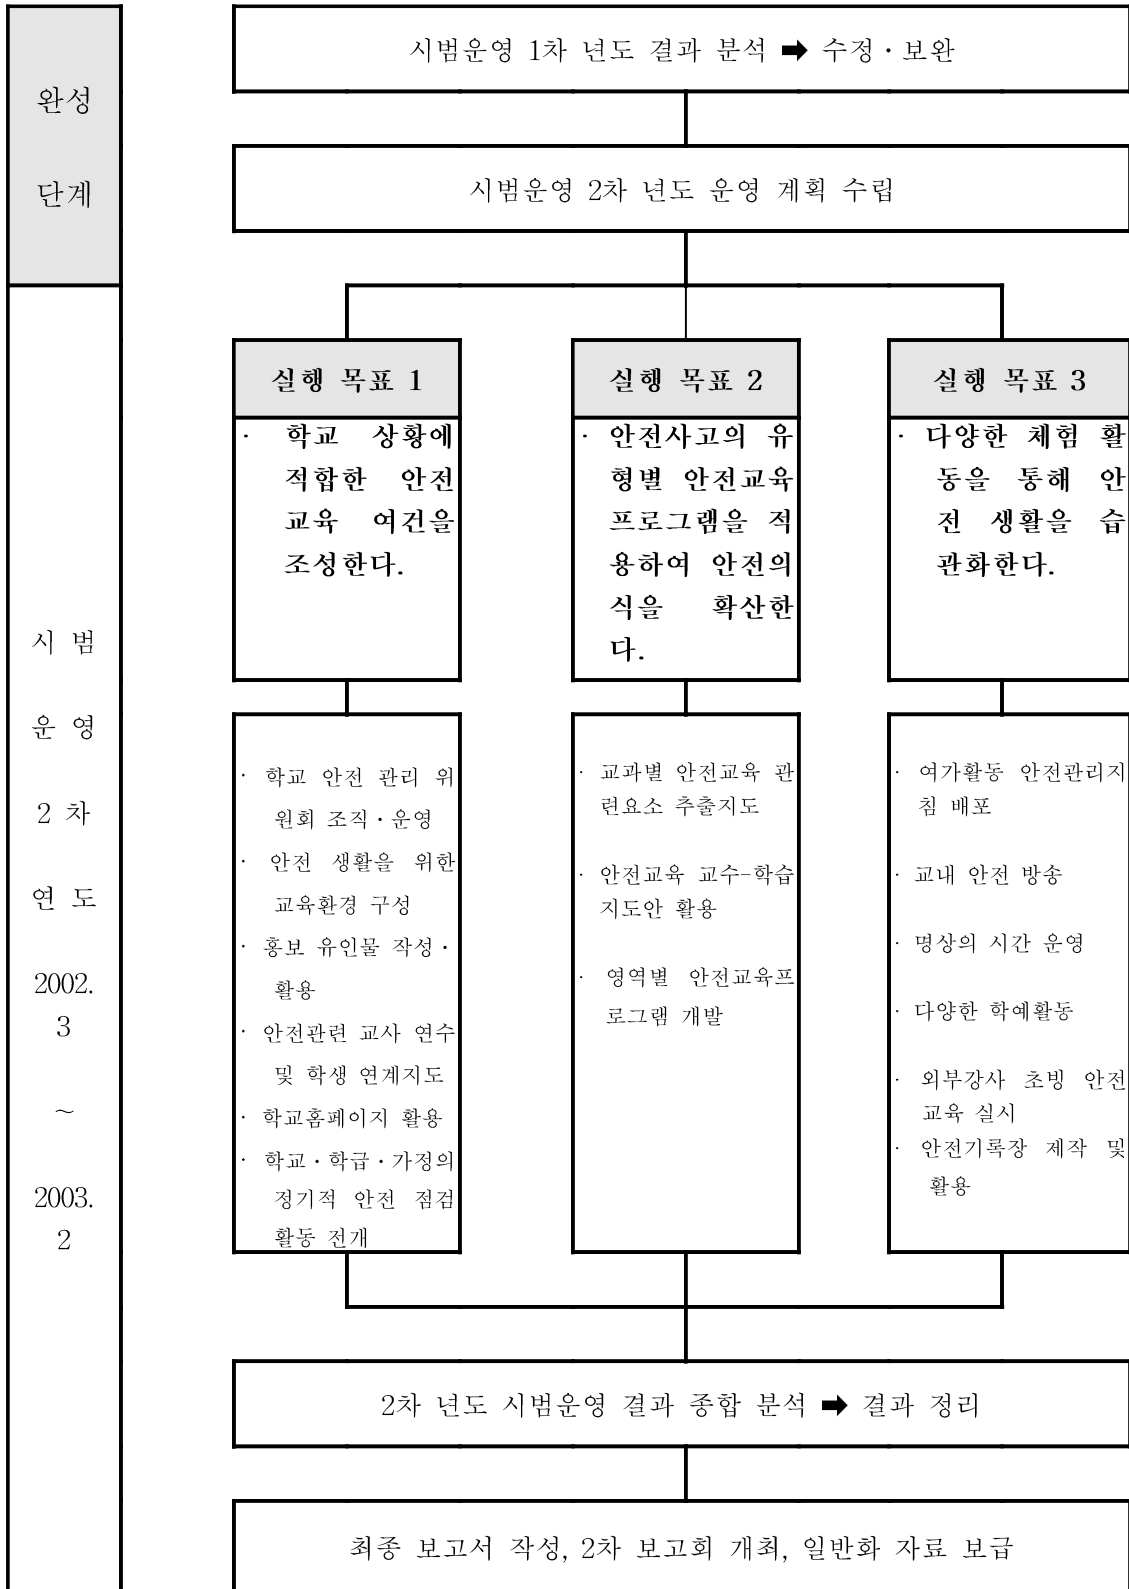 완성
단계
시범
운영
2차
연도
2002.
3
~
2003.
2
시범운영 1차 년도 결과 분석 ➡ 수정·보완
시범운영 2차 년도 운영 계획 수립
실행 목표 1
· 학교 상황에
적합한 안전
교육 여건을
조성한다.
· 학교 안전 관리 위
원회 조직·운영
· 안전 생활을 위한
교육환경 구성
· 홍보 유인물 작성·
활용
· 안전관련 교사 연수
및 학생 연계지도
· 학교홈페이지 활용
· 학교·학급·가정의
정기적 안전 점검
활동 전개
실행 목표 2
· 안전사고의 유
형별 안전교육
프로그램을 적
용하여 안전의
식을 확산한
다.
· 교과별 안전교육 관
련요소 추출지도
· 안전교육 교수-학습
지도안 활용
· 영역별 안전교육프
로그램 개발
실행 목표 3
· 다양한 체험 활
동을 통해 안
전 생활을 습
관화한다.
· 여가활동 안전관리지
침 배포
· 교내 안전 방송
· 명상의 시간 운영
· 다양한 학예활동
· 외부강사 초빙 안전
교육 실시
· 안전기록장 제작 및
활용
2차 년도 시범운영 결과 종합 분석 ➡ 결과 정리
최종 보고서 작성, 2차 보고회 개최, 일반화 자료 보급